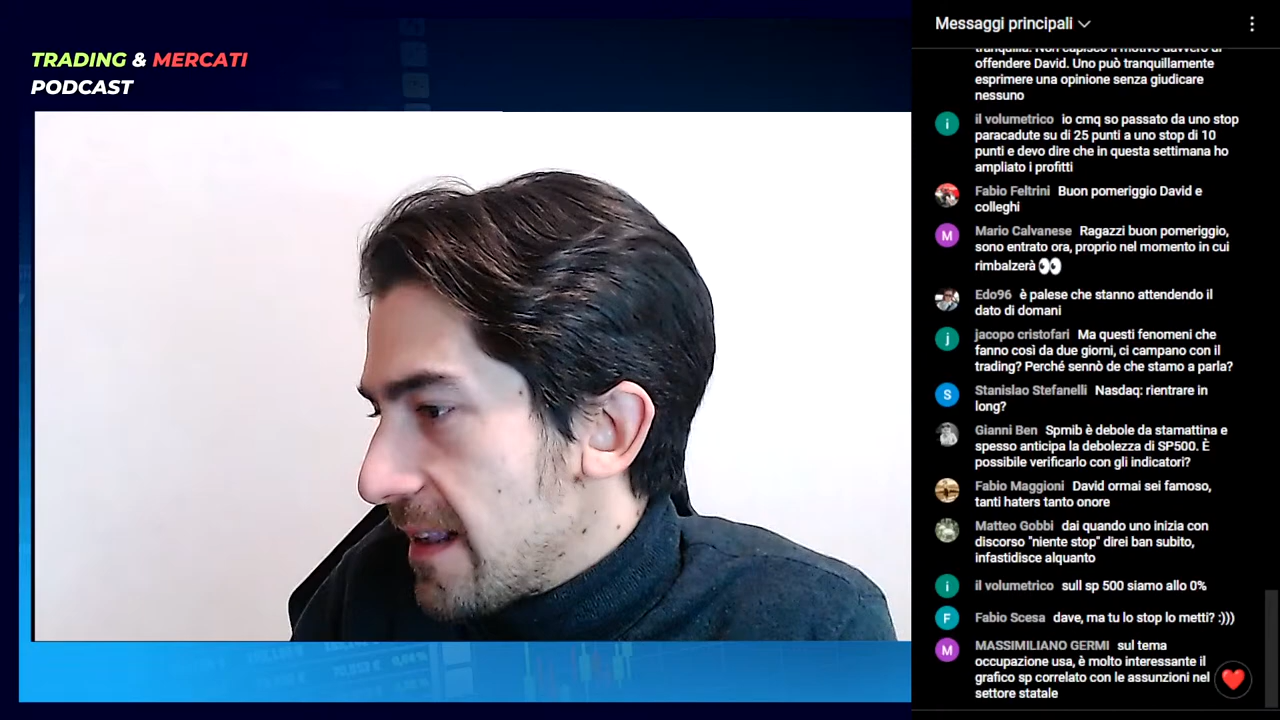 TRADING & MERCATI
PODCAST
Messaggi principali
tranquilla. Non capisco il motivo davvero di
offendere David. Uno può tranquillamente
esprimere una opinione senza giudicare
nessuno
i
il volumetrico io cmq so passato da uno stop
paracadute su di 25 punti a uno stop di 10
punti e devo dire che in questa settimana ho
ampliato i profitti
Fabio Feltrini Buon pomeriggio David e
colleghi
M
Mario Calvanese Ragazzi buon pomeriggio,
sono entrato ora, proprio nel momento in cui
rimbalzerà 👀
Edo96 è palese che stanno attendendo il
dato di domani
j
jacopo cristofari Ma questi fenomeni che
fanno così da due giorni, ci campano con il
trading? Perché sennò de che stamo a parla?
S
Stanislao Stefanelli Nasdaq: rientrare in
long?
Gianni Ben Spmib è debole da stamattina e
spesso anticipa la debolezza di SP500. È
possibile verificarlo con gli indicatori?
Fabio Maggioni David ormai sei famoso,
tanti haters tanto onore
Matteo Gobbi dai quando uno inizia con
discorso "niente stop" direi ban subito,
infastidisce alquanto
i
il volumetrico sull sp 500 siamo allo 0%
F
Fabio Scesa dave, ma tu lo stop lo metti? :)))
M
MASSIMILIANO GERMI sul tema
occupazione usa, è molto interessante il
grafico sp correlato con le assunzioni nel
settore statale